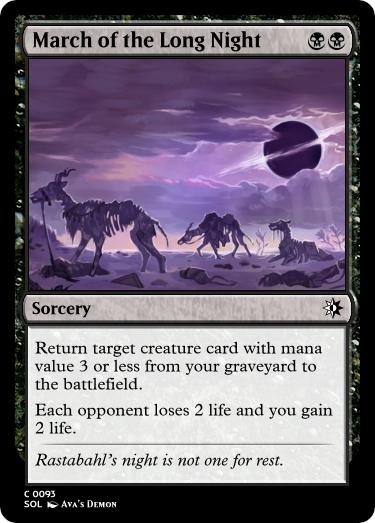 March of the Long Night
Sorcery
Return target creature card with mana
value 3 or less from your graveyard to
the battlefield.
Each opponent loses 2 life and you gain
2 life.
Rastabahl's night is not one for rest.
C 0093
SOL Ava's Demon